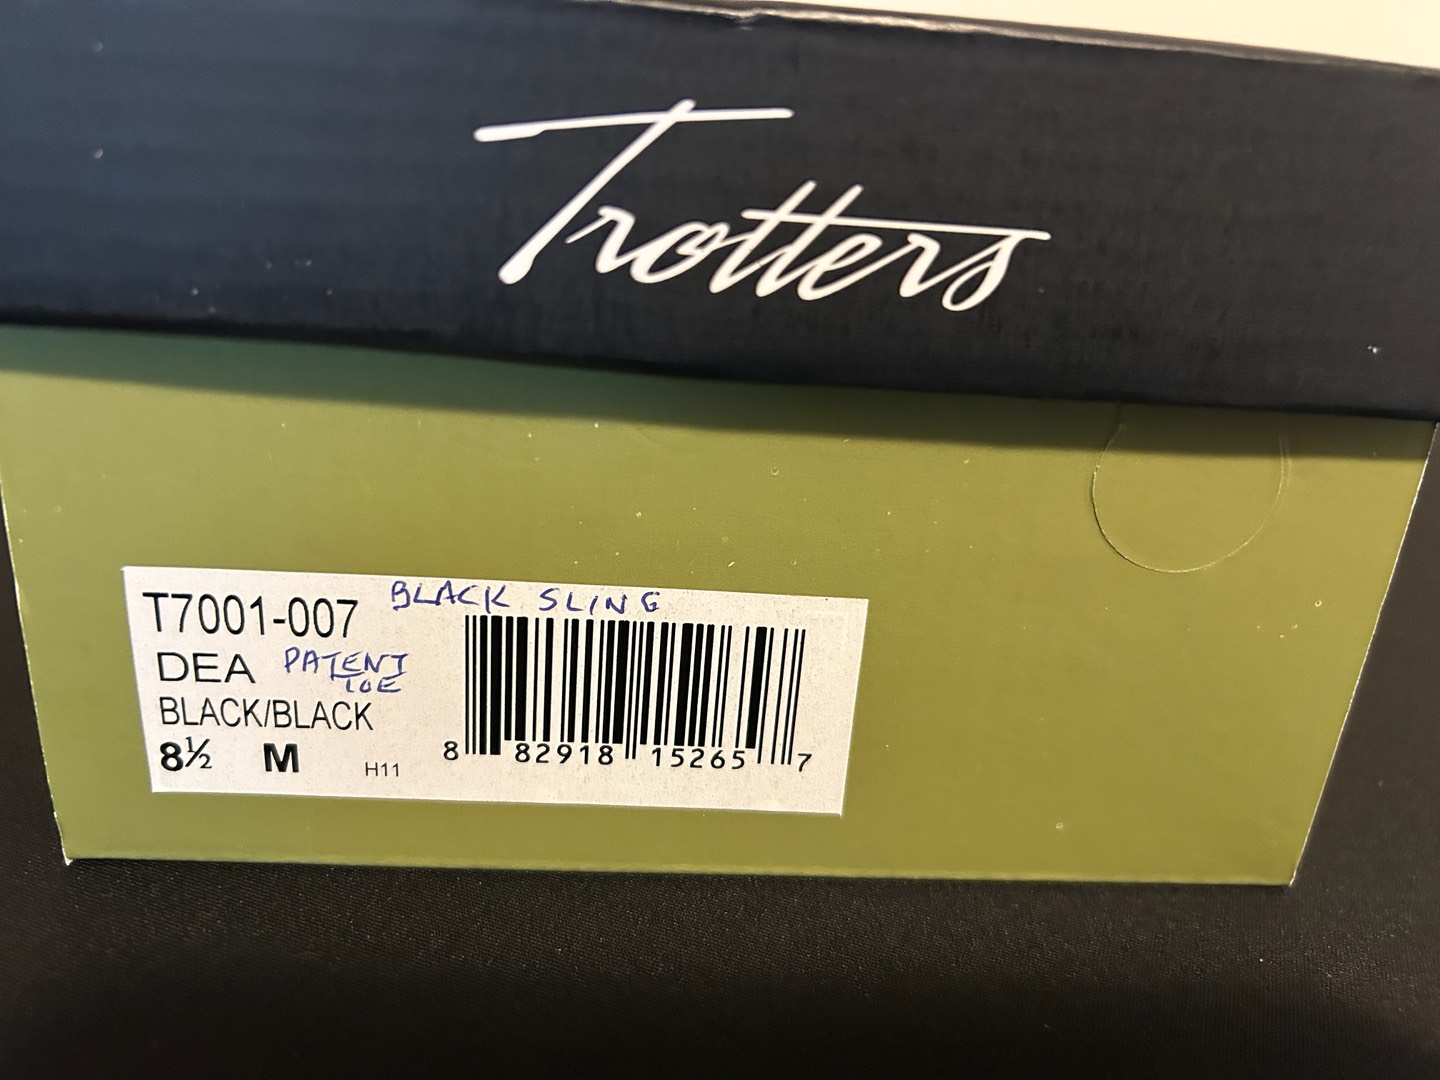 Trotters
T7001-007 BLACK SLING
DEA PATENT
TOE
BLACK/BLACK
8½ M H11
8 82918 15265 7